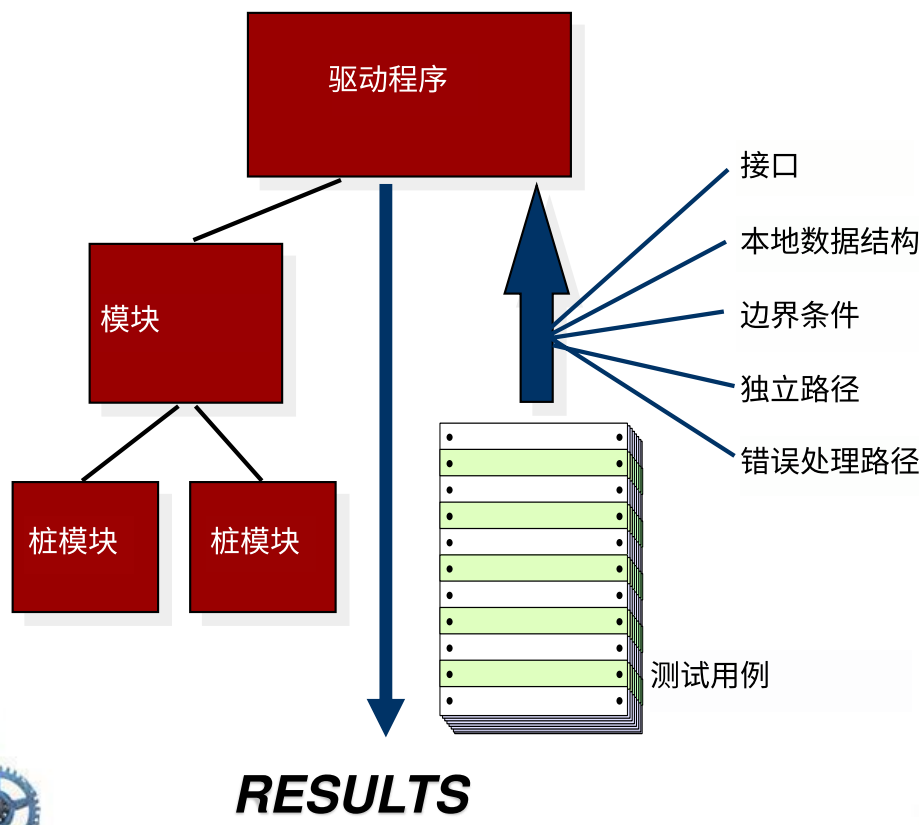 驱动程序
接口
本地数据结构
模块
边界条件
独立路径
错误处理路径
桩模块
桩模块
测试用例
RESULTS